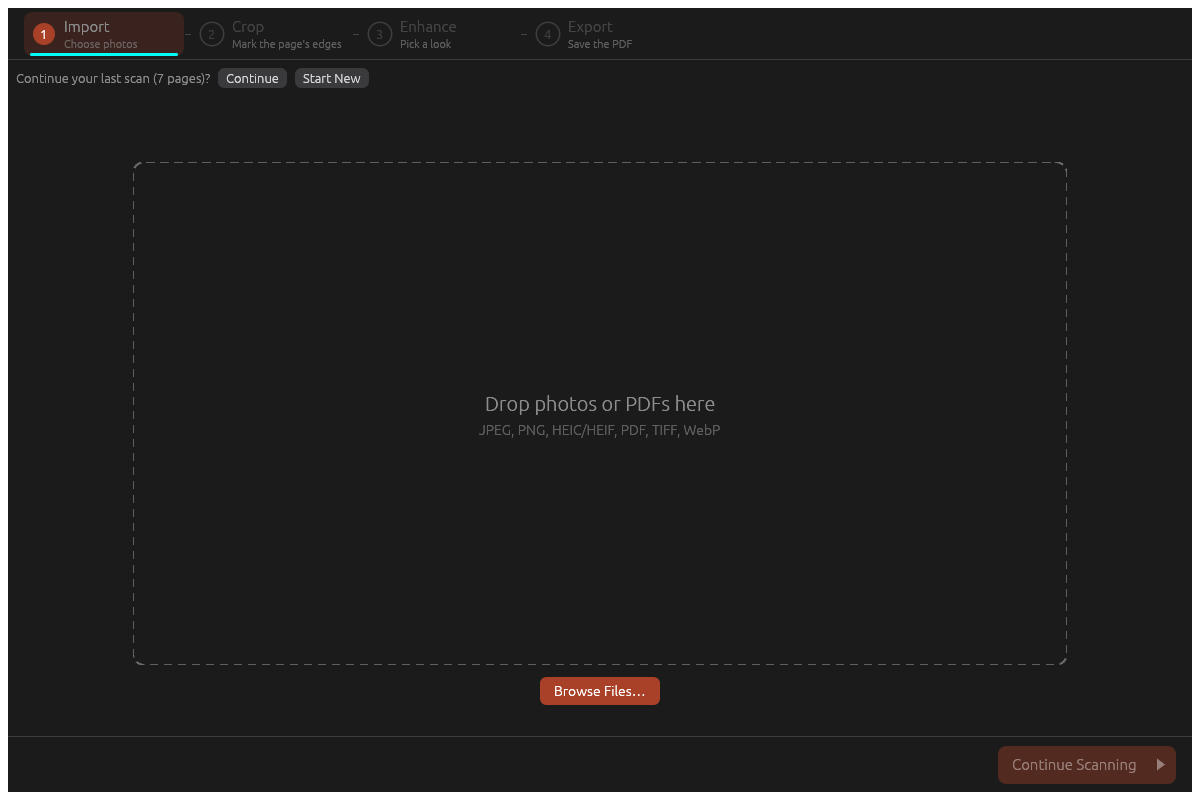 1 Import
Choose photos
2 Crop
Mark the page's edges
3 Enhance
Pick a look
4 Export
Save the PDF
Continue your last scan (7 pages)? Continue Start New
Drop photos or PDFs here
JPEG, PNG, HEIC/HEIF, PDF, TIFF, WebP
Browse Files...
Continue Scanning